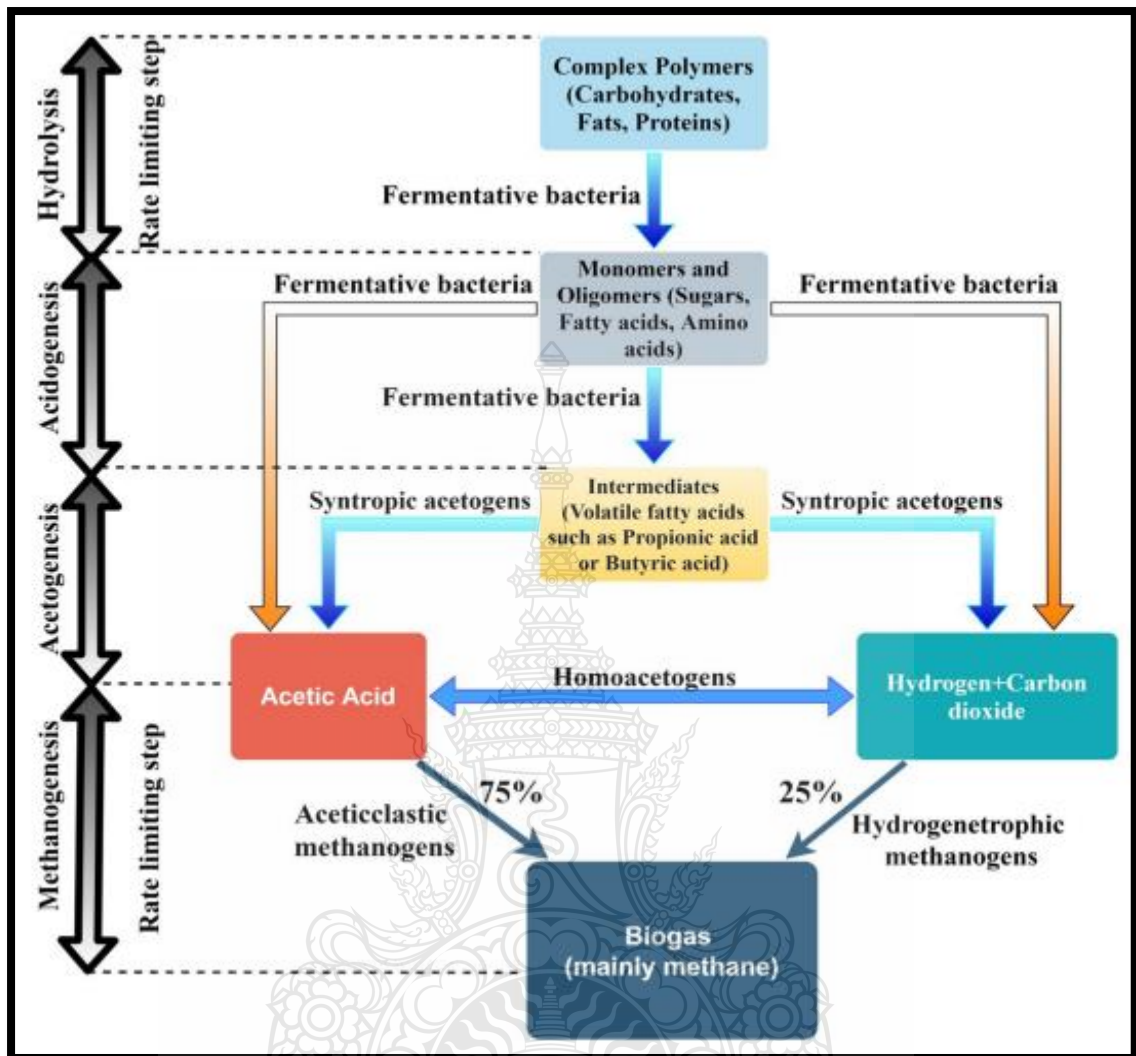 Hydrolysis
Rate limiting step
Complex Polymers
(Carbohydrates,
Fats, Proteins)
Fermentative bacteria
Acidogenesis
Fermentative bacteria
Monomers and
Oligomers (Sugars,
Fatty acids, Amino
acids)
Fermentative bacteria
Fermentative bacteria
Acetogenesis
Syntropic acetogens
Intermediates
(Volatile fatty acids
such as Propionic acid
or Butyric acid)
Syntropic acetogens
Acetic Acid
Homoacetogens
Hydrogen+Carbon
dioxide
Methanogenesis
Rate limiting step
75%
25%
Aceticclastic
methanogens
Hydrogenetrophic
methanogens
Biogas
(mainly methane)